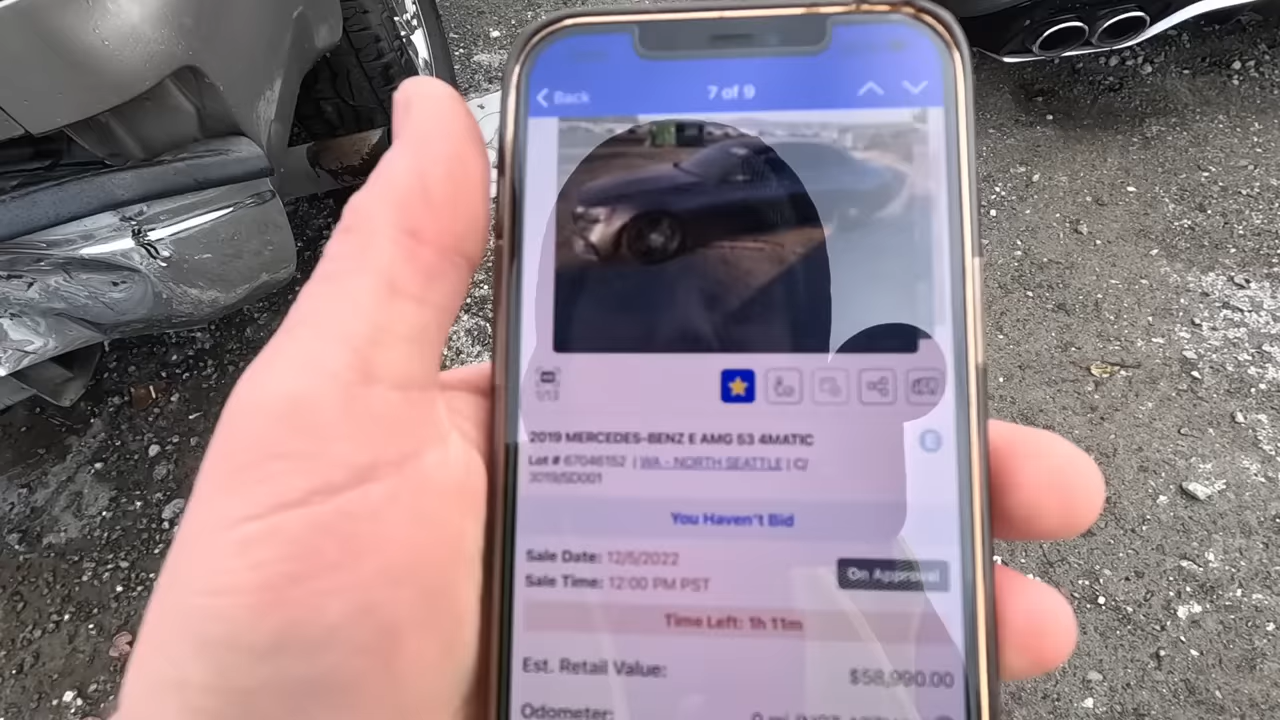 Back
7 of 9
1/13
2019 MERCEDES-BENZ E AMG 53 4MATIC
Lot # 67046152 | WA - NORTH SEATTLE | C/
You Haven't Bid
Sale Date: 12/5/2022
Sale Time: 12:00 PM PST
On Approval
Time Left: 1h 11m
Est. Retail Value: $58,990.00
Odometer: 0 mi